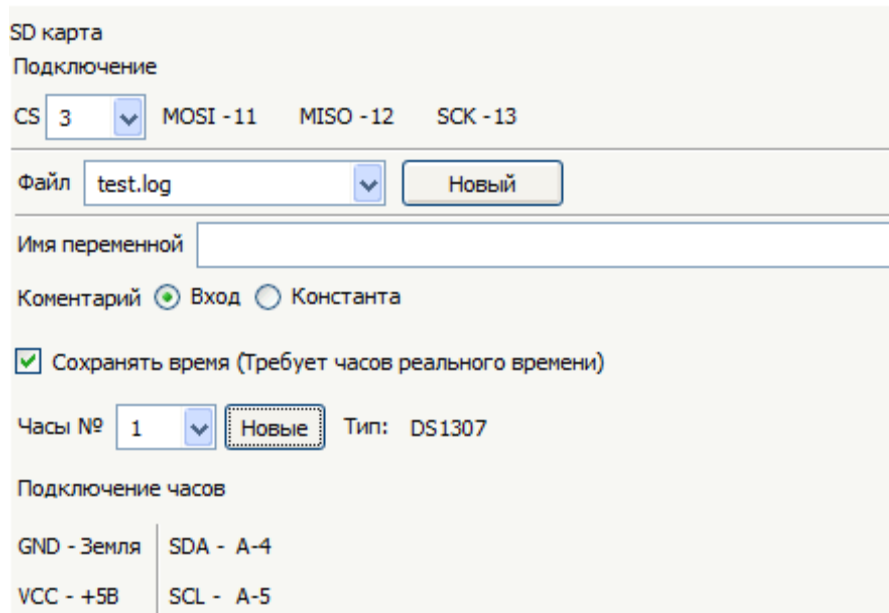 SD карта
Подключение
CS 3 MOSI -11 MISO -12 SCK -13
Файл test.log Новый
Имя переменной
Коментарий Вход Константа
Сохранять время (Требует часов реального времени)
Часы № 1 Новые Тип: DS1307
Подключение часов
GND - Земля SDA - A-4
VCC - +5В SCL - A-5